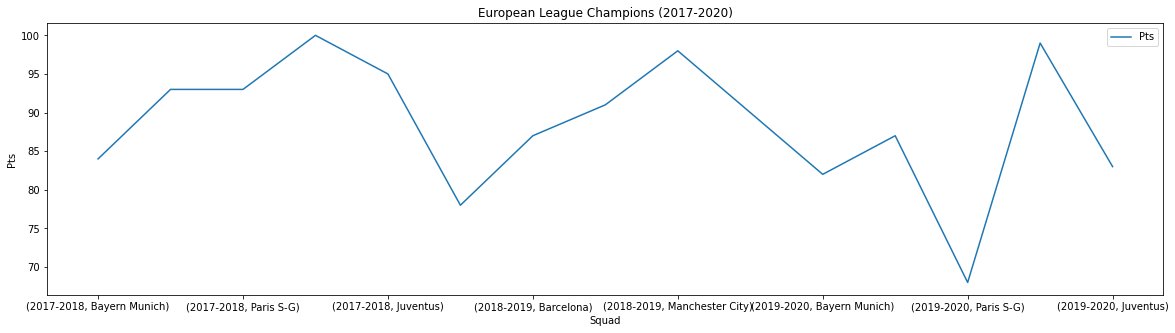 European League Champions (2017-2020)
Pts
100
95
90
85
80
75
70
Pts
(2017-2018, Bayern Munich)
(2017-2018, Paris S-G)
(2017-2018, Juventus)
(2018-2019, Barcelona)
(2018-2019, Manchester City)
(2019-2020, Bayern Munich)
(2019-2020, Paris S-G)
(2019-2020, Juventus)
Squad